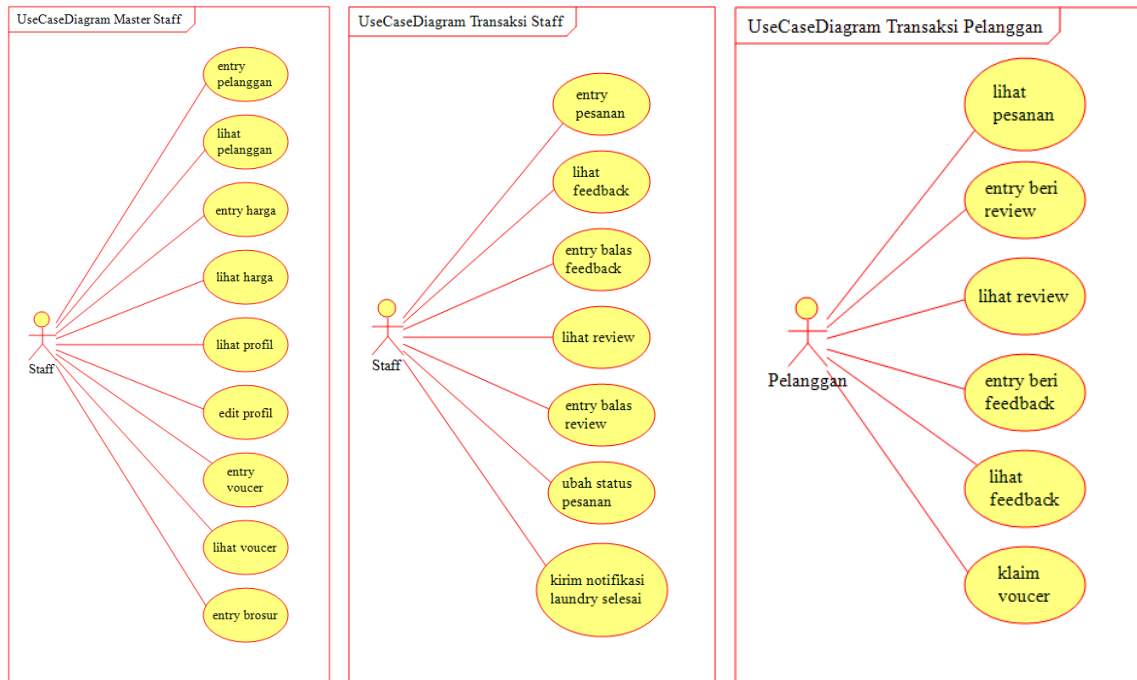 UseCaseDiagram Master Staff
entry
pelanggan
lihat
pelanggan
entry harga
lihat harga
lihat profil
edit profil
entry
voucer
lihat voucer
entry brosur
Staff
UseCaseDiagram Transaksi Staff
entry
pesanan
lihat
feedback
entry balas
feedback
lihat review
entry balas
review
ubah status
pesanan
kirim notifikasi
laundry selesai
Staff
UseCaseDiagram Transaksi Pelanggan
lihat
pesanan
entry beri
review
lihat review
entry beri
feedback
lihat
feedback
klaim
voucer
Pelanggan